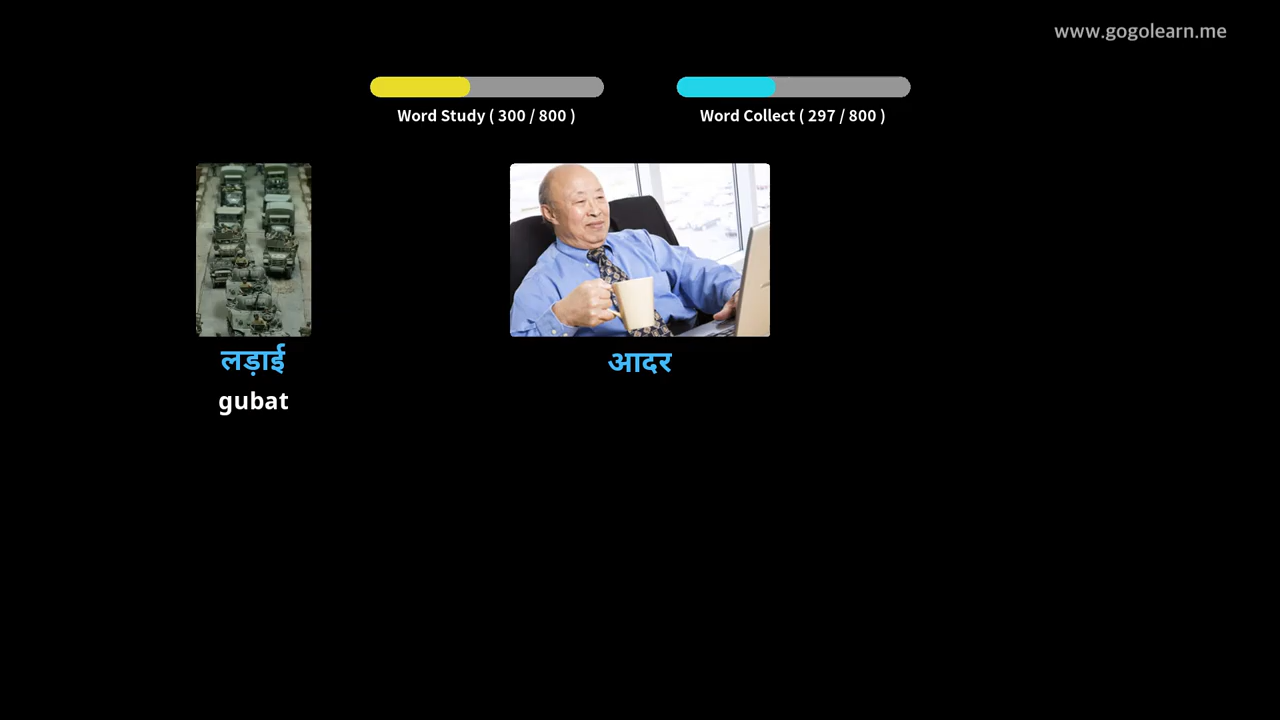 www.gogolearn.me
Word Study ( 300 / 800 )
Word Collect ( 297 / 800 )
लड़ाई
आदर
gubat